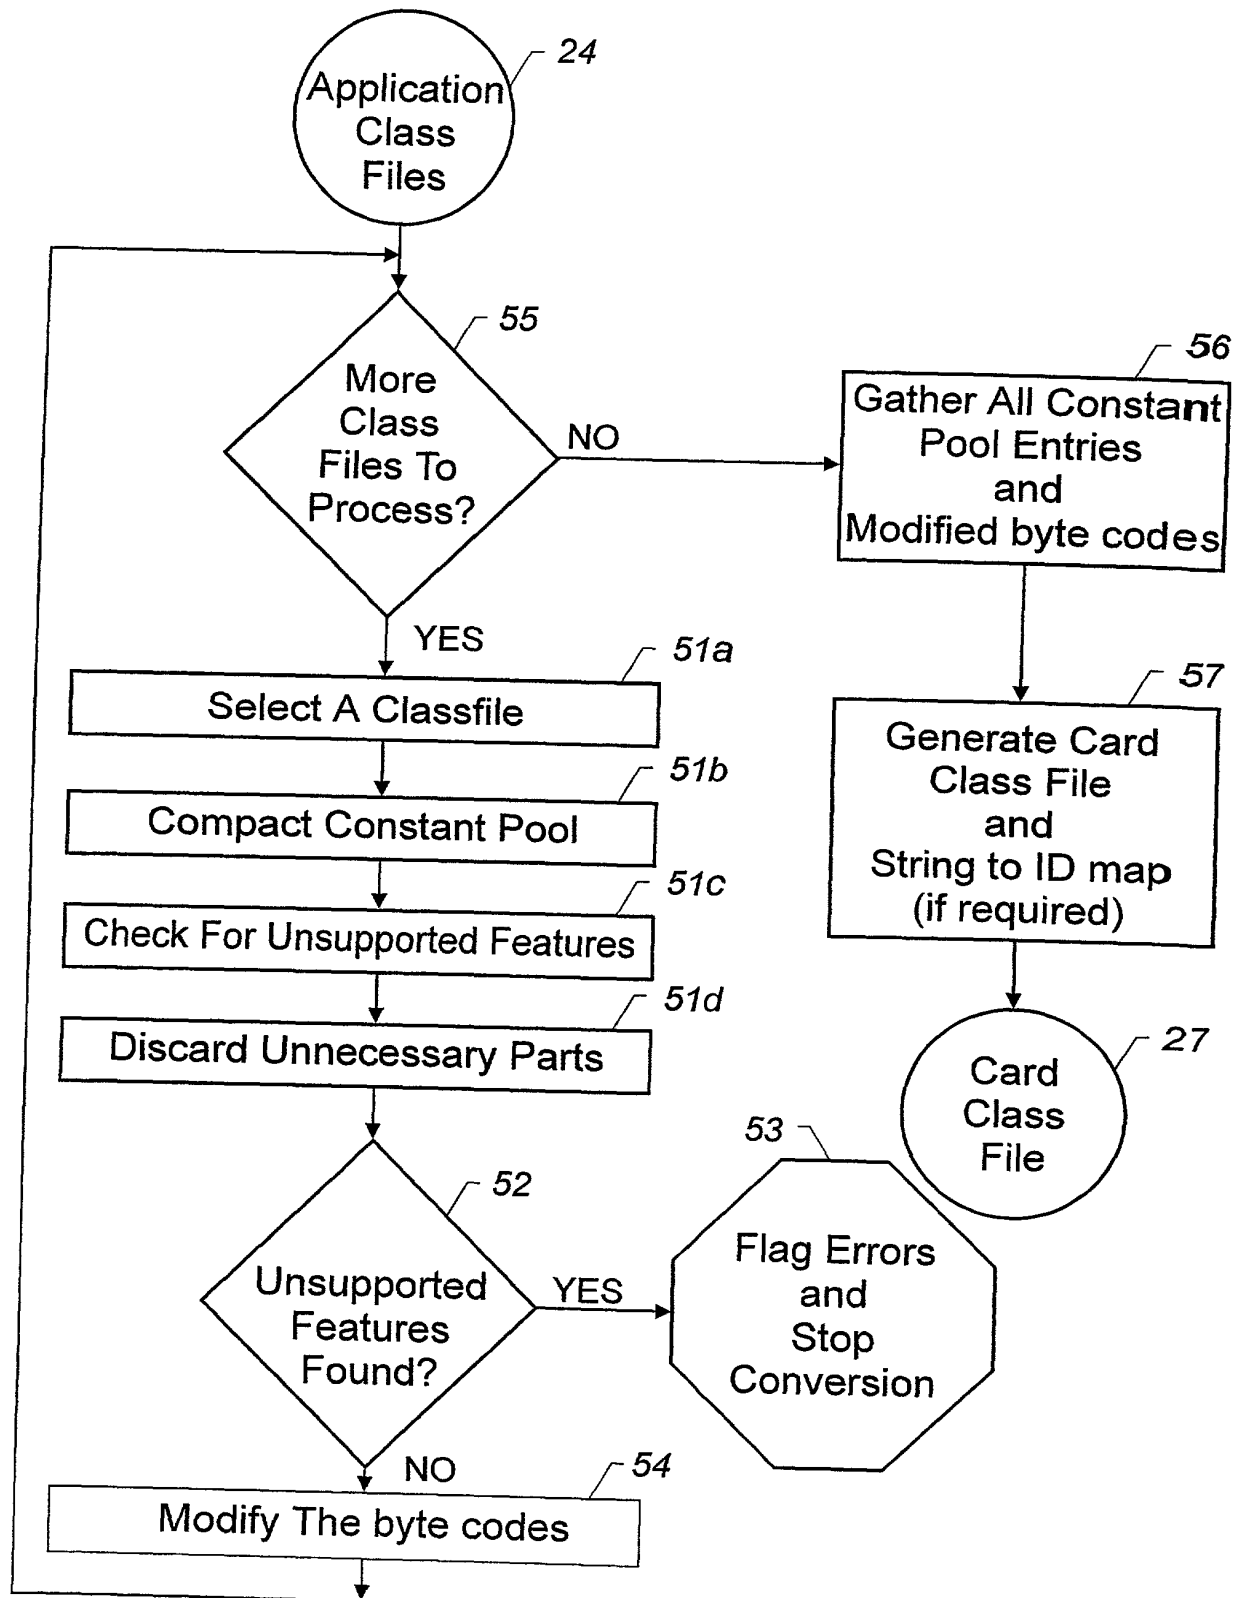 24
Application
Class
Files
55
More
Class
Files To
Process?
NO
YES
56
Gather All Constant
Pool Entries
and
Modified byte codes
51a
Select A Classfile
51b
Compact Constant Pool
51c
Check For Unsupported Features
51d
Discard Unnecessary Parts
57
Generate Card
Class File
and
String to ID map
(if required)
27
Card
Class
File
52
Unsupported
Features
Found?
YES
NO
53
Flag Errors
and
Stop
Conversion
54
Modify The byte codes